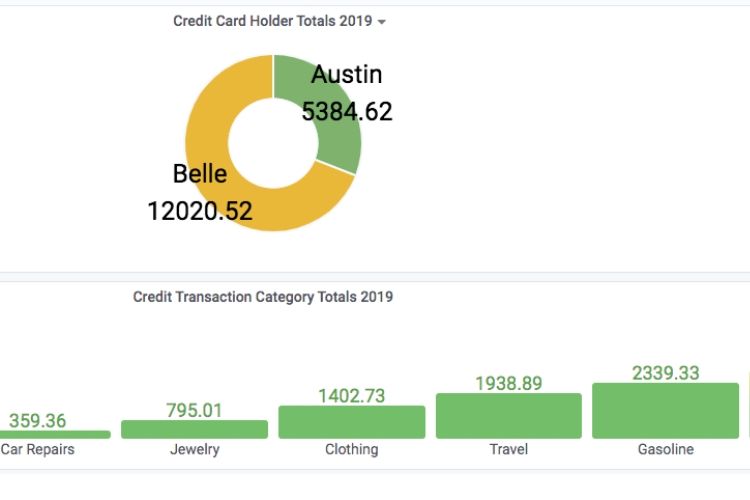 Credit Card Holder Totals 2019
Austin
5384.62
Belle
12020.52
Credit Transaction Category Totals 2019
359.36
795.01
1402.73
1938.89
2339.33
Car Repairs
Jewelry
Clothing
Travel
Gasoline